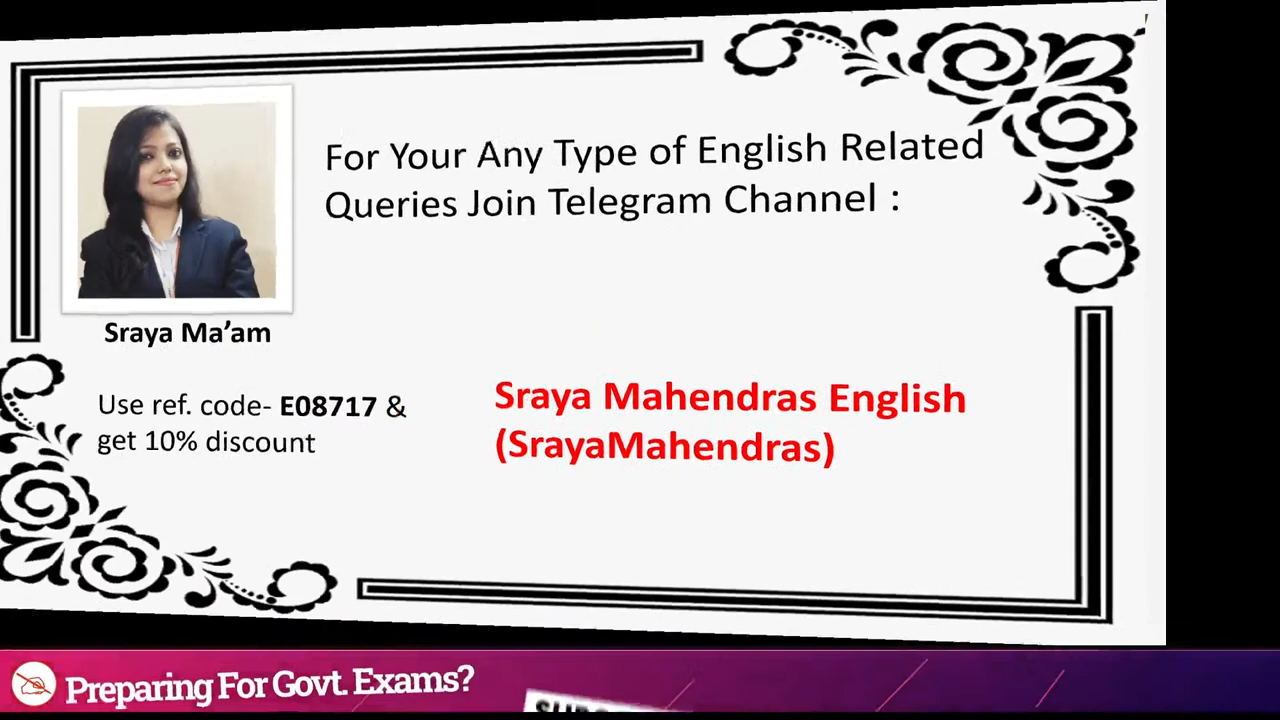 For Your Any Type of English Related
Queries Join Telegram Channel :
Sraya Ma’am
Use ref. code- E08717 &
get 10% discount
Sraya Mahendras English
(SrayaMahendras)
Preparing For Govt. Exams?